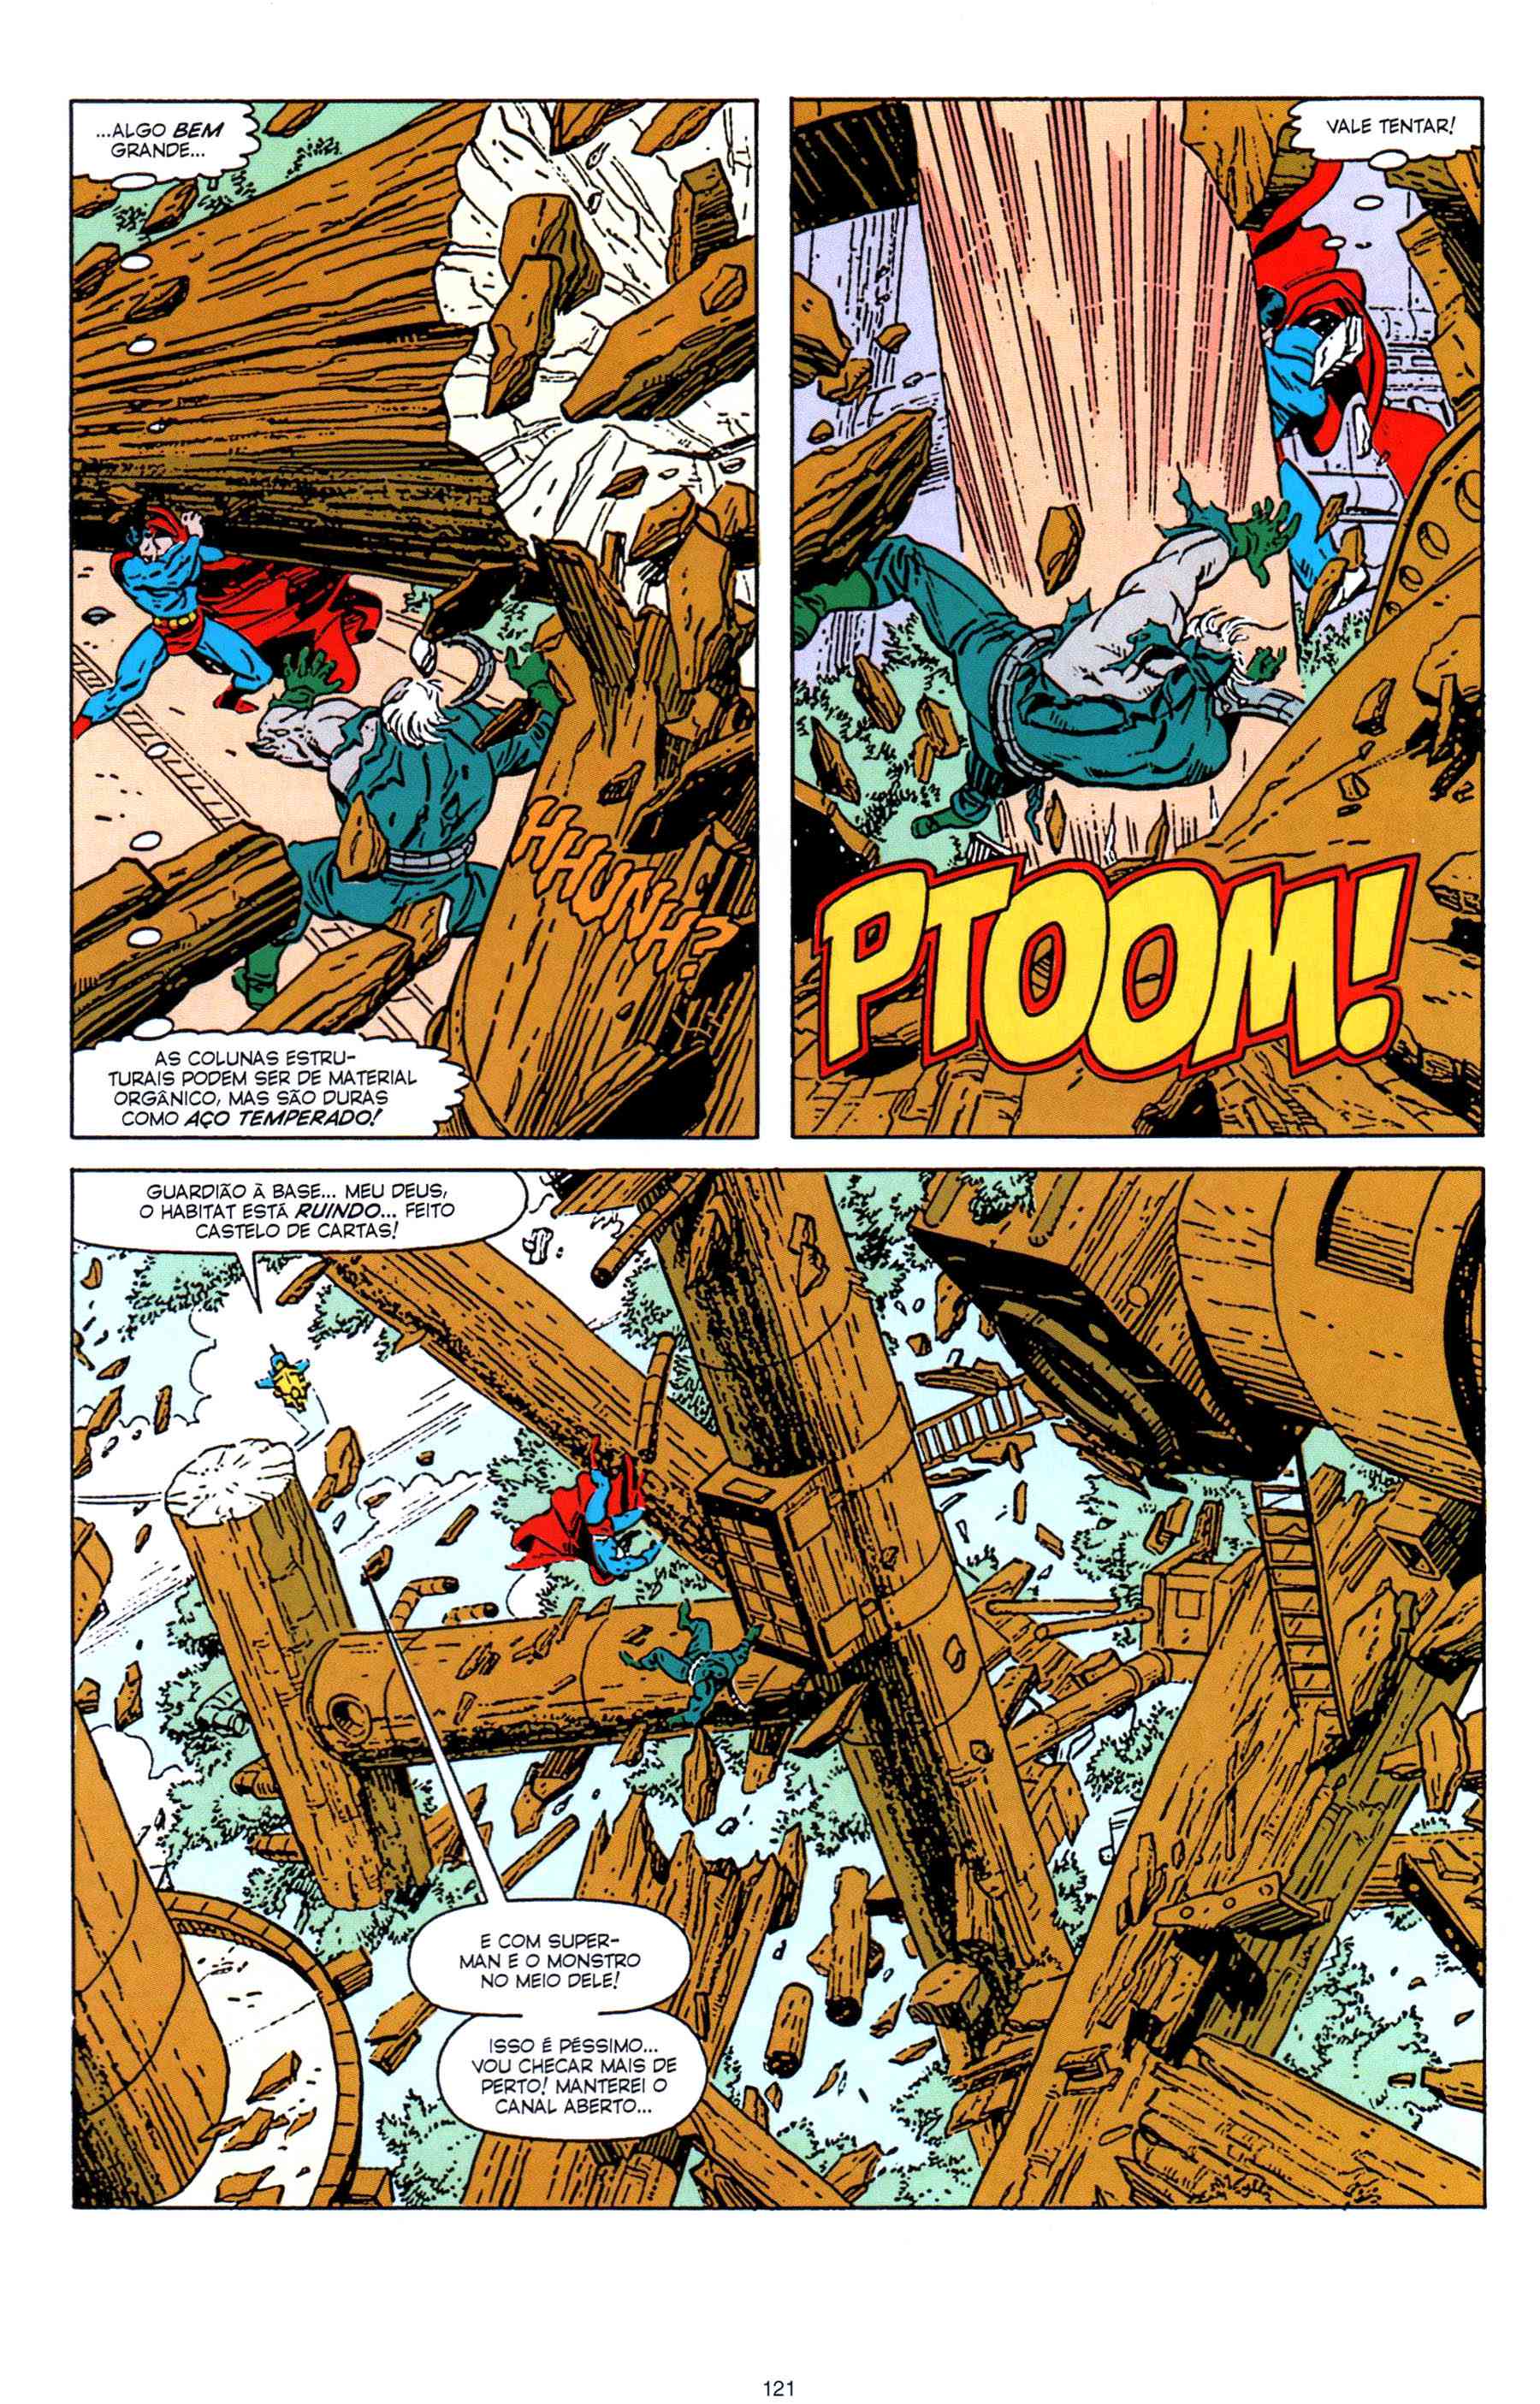 ...ALGO BEM
GRANDE...
HHUNH?
AS COLUNAS ESTRU-
TURAIS PODEM SER DE MATERIAL
ORGÂNICO, MAS SÃO DURAS
COMO AÇO TEMPERADO!
VALE TENTAR!
PTOOM!
GUARDIÃO À BASE... MEU DEUS,
O HABITAT ESTÁ RUINDO... FEITO
CASTELO DE CARTAS!
E COM SUPER-
MAN E O MONSTRO
NO MEIO DELE!
ISSO É PÉSSIMO...
VOU CHECAR MAIS DE
PERTO! MANTEREI O
CANAL ABERTO...
121